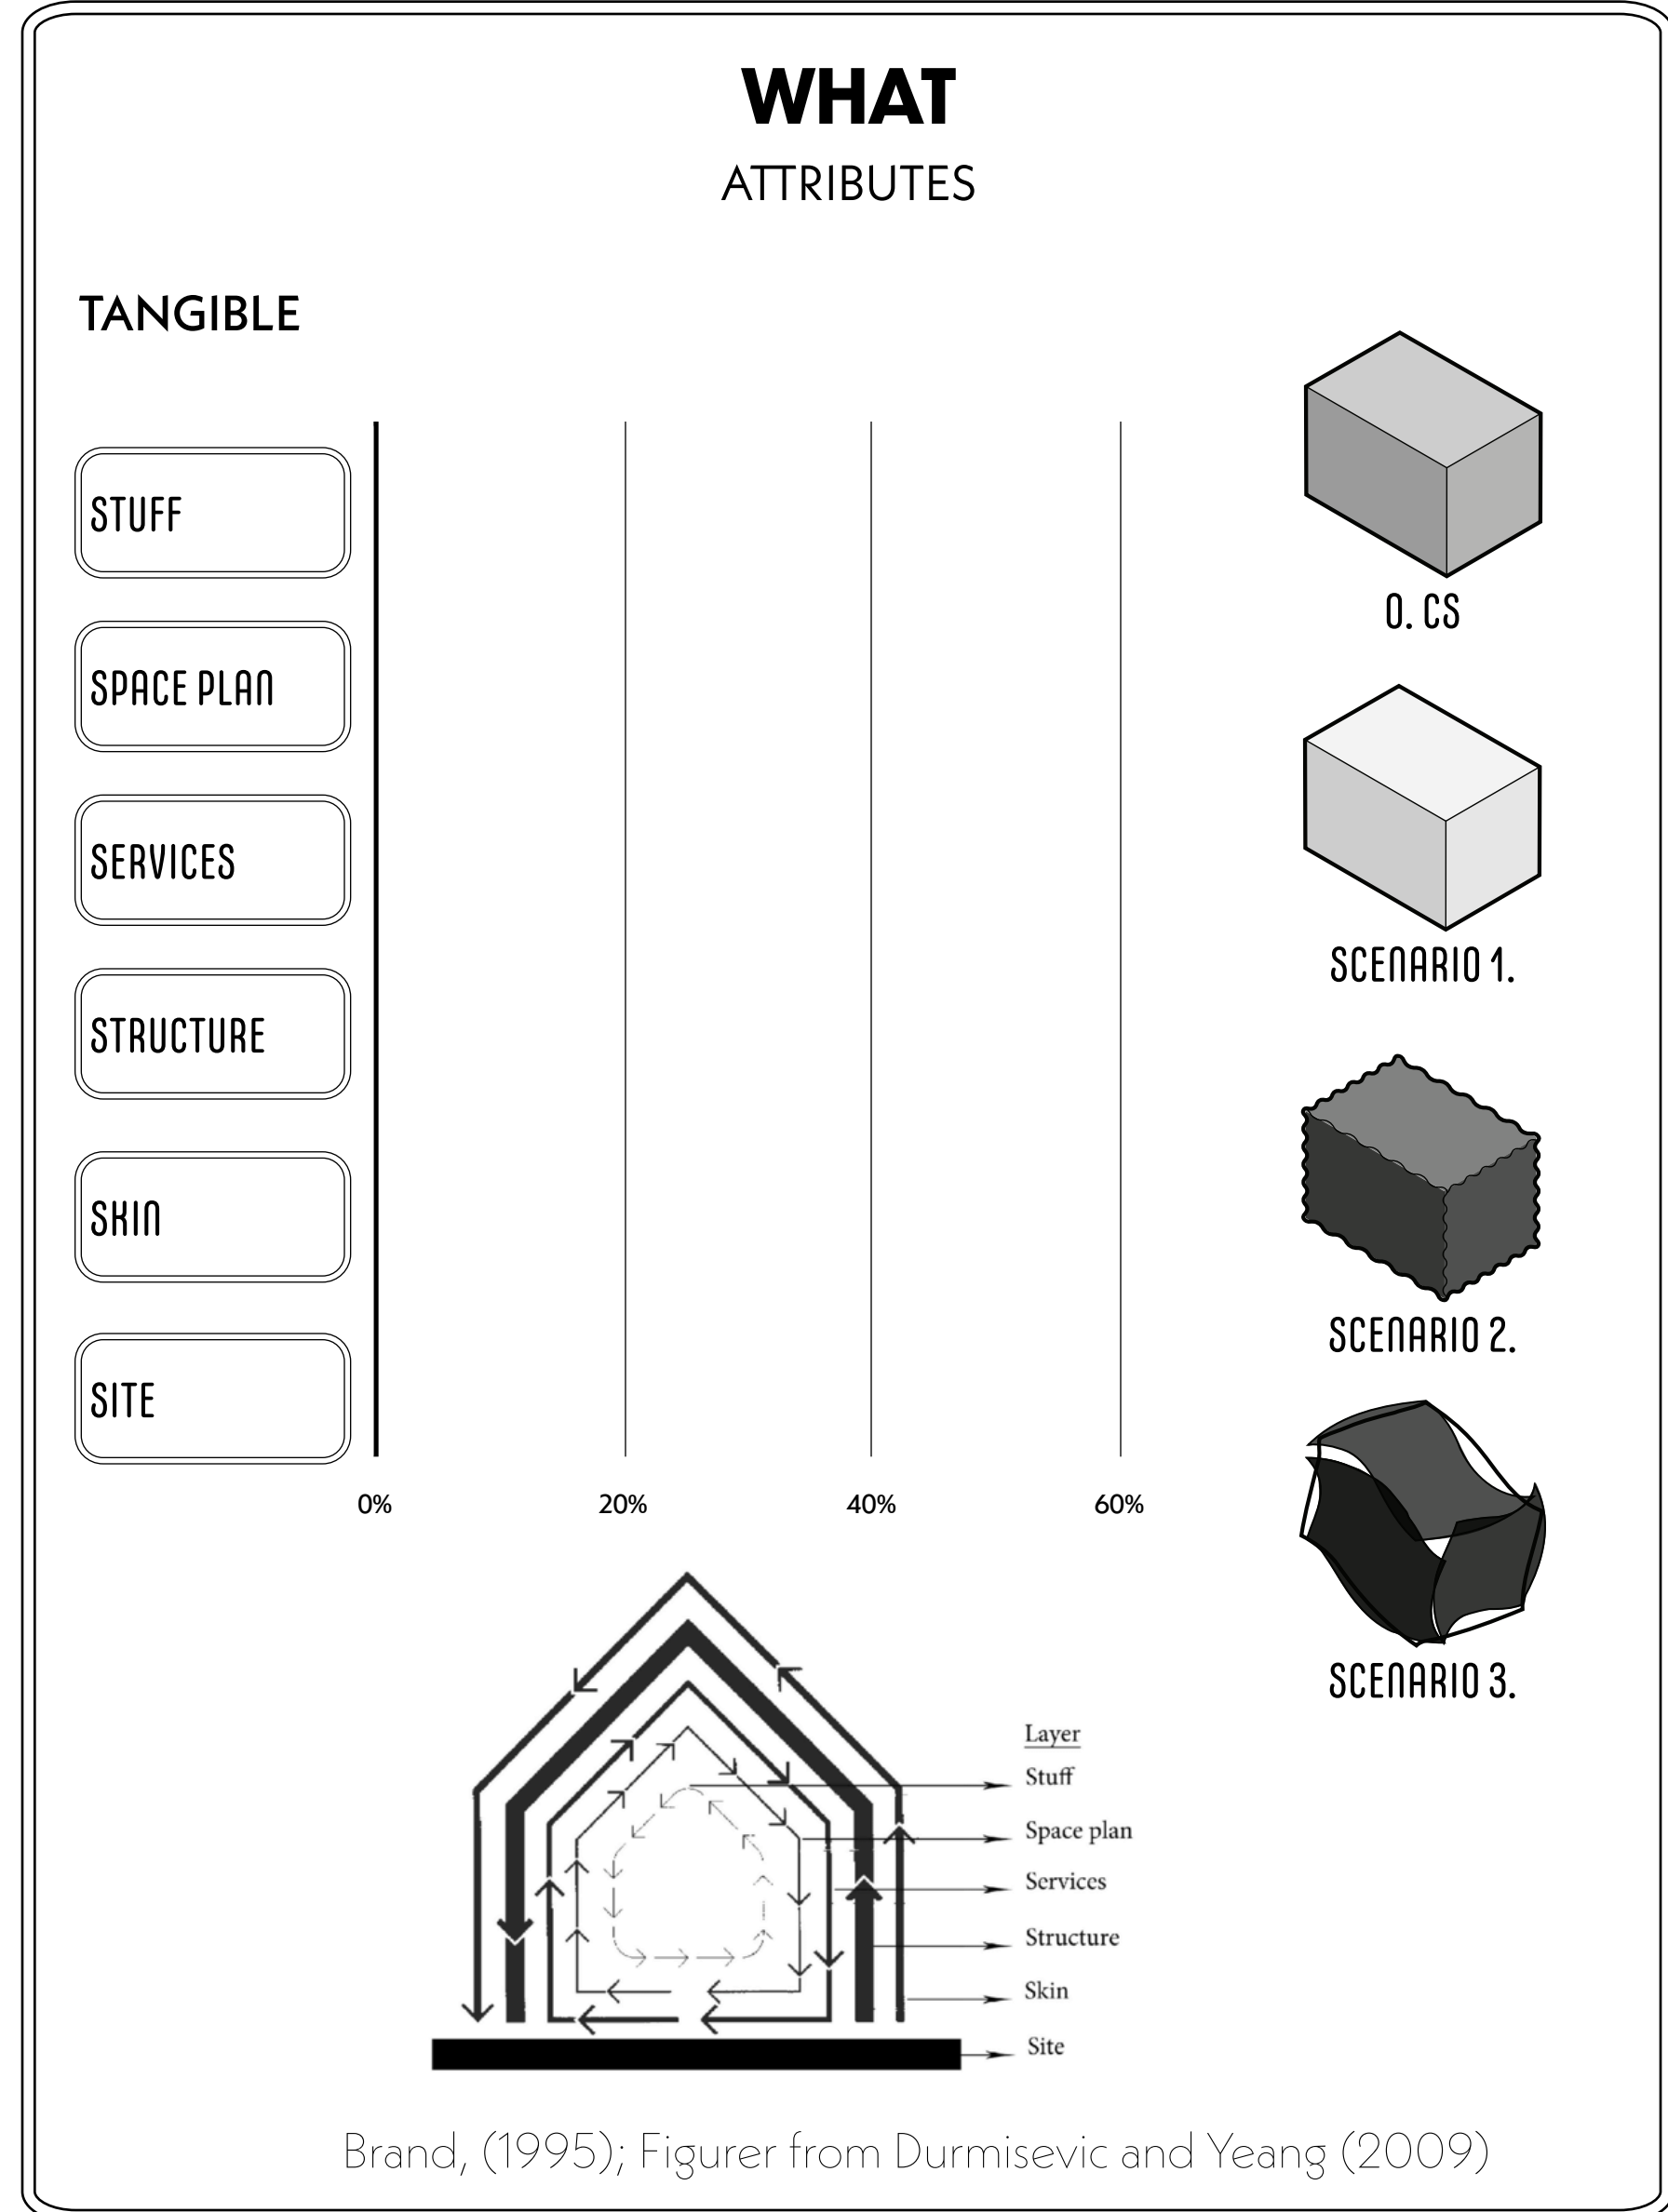 WHAT
ATTRIBUTES
TANGIBLE
STUFF
SPACE PLAN
SERVICES
STRUCTURE
SKIN
SITE
0% 20% 40% 60%
0. CS
SCENARIO 1.
SCENARIO 2.
SCENARIO 3.
Layer
Stuff
Space plan
Services
Structure
Skin
Site
Brand, (1995); Figurer from Durmisevic and Yeang (2009)